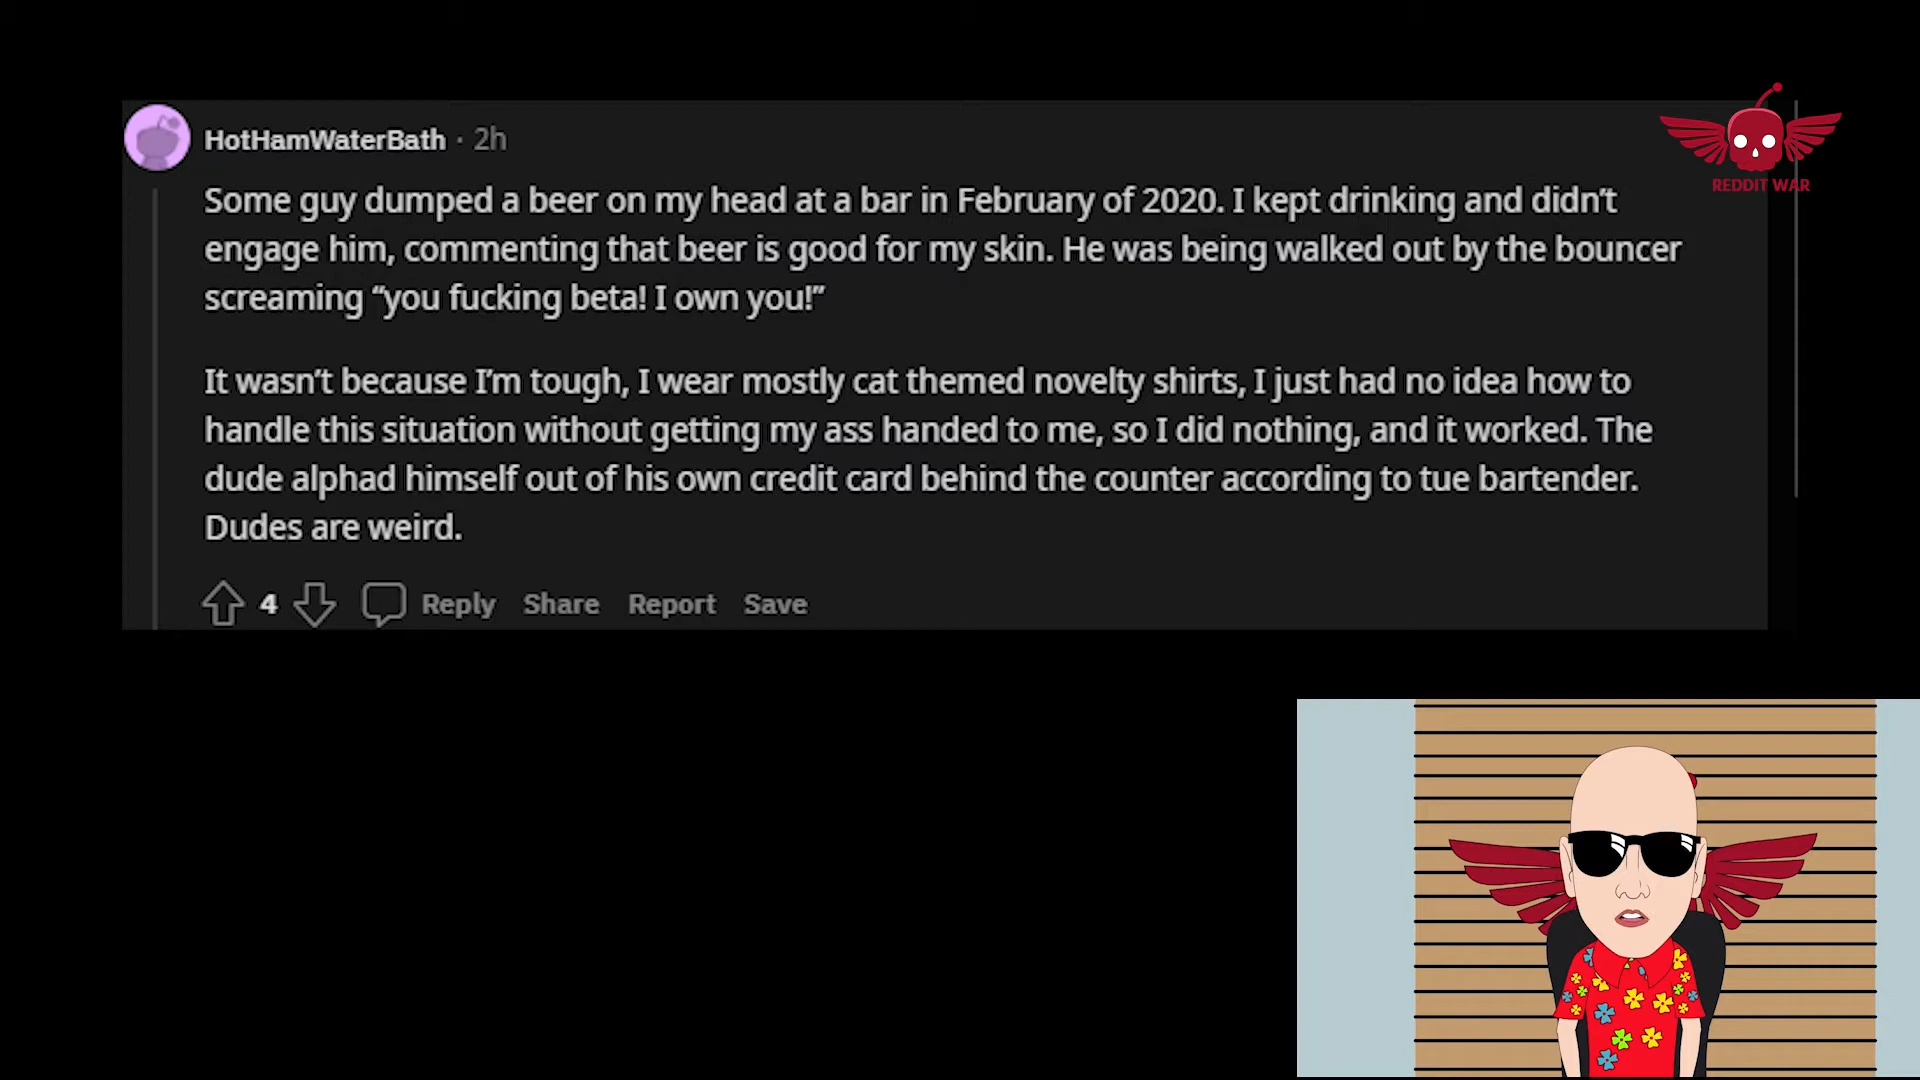 HotHamWaterBath · 2h
REDDIT WAR
Some guy dumped a beer on my head at a bar in February of 2020. I kept drinking and didn’t
engage him, commenting that beer is good for my skin. He was being walked out by the bouncer
screaming “you fucking beta! I own you!”
It wasn’t because I’m tough, I wear mostly cat themed novelty shirts, I just had no idea how to
handle this situation without getting my ass handed to me, so I did nothing, and it worked. The
dude alphad himself out of his own credit card behind the counter according to tue bartender.
Dudes are weird.
4 Reply Share Report Save